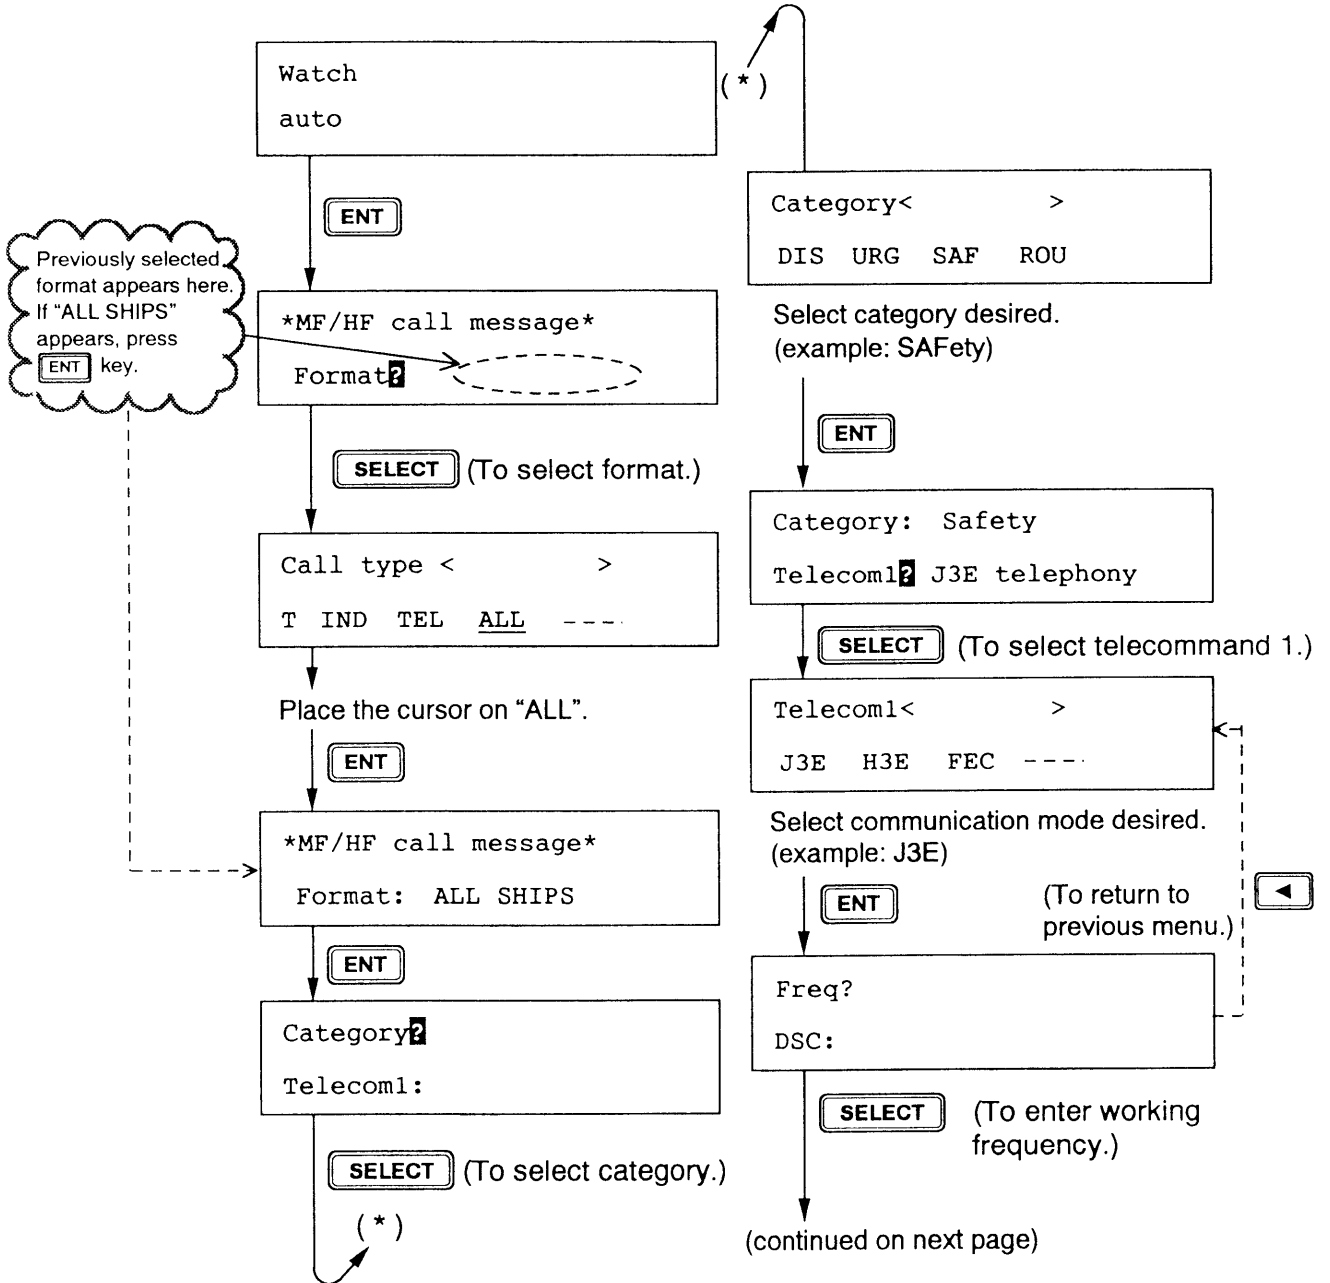 Watch
auto
ENT
Previously selected
format appears here.
If “ALL SHIPS”
appears, press
ENT key.
*MF/HF call message*
Format?
SELECT (To select format.)
Call type < >
T IND TEL ALL ----
Place the cursor on “ALL”.
ENT
*MF/HF call message*
Format: ALL SHIPS
ENT
Category?
Telecom1:
SELECT (To select category.)
(*)
(*)
Category< >
DIS URG SAF ROU
Select category desired.
(example: SAFety)
ENT
Category: Safety
Telecom1? J3E telephony
SELECT (To select telecommand 1.)
Telecom1< >
J3E H3E FEC ----
Select communication mode desired.
(example: J3E)
ENT
(To return to
previous menu.)
Freq?
DSC:
SELECT (To enter working
frequency.)
(continued on next page)